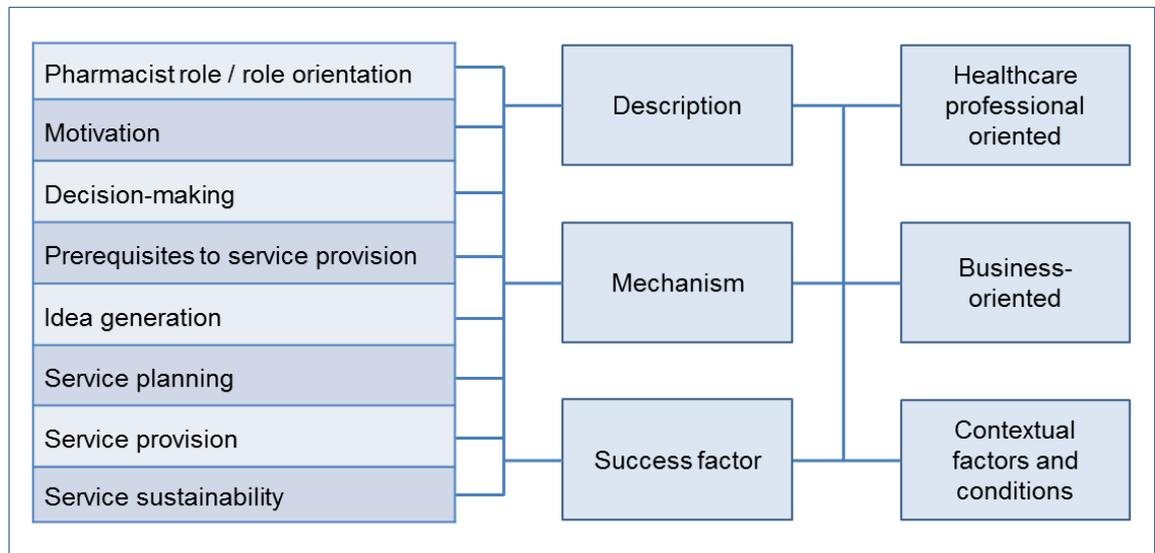 Pharmacist role / role orientation
Motivation
Decision-making
Prerequisites to service provision
Idea generation
Service planning
Service provision
Service sustainability
Description
Mechanism
Success factor
Healthcare
professional
oriented
Business-
oriented
Contextual
factors and
conditions